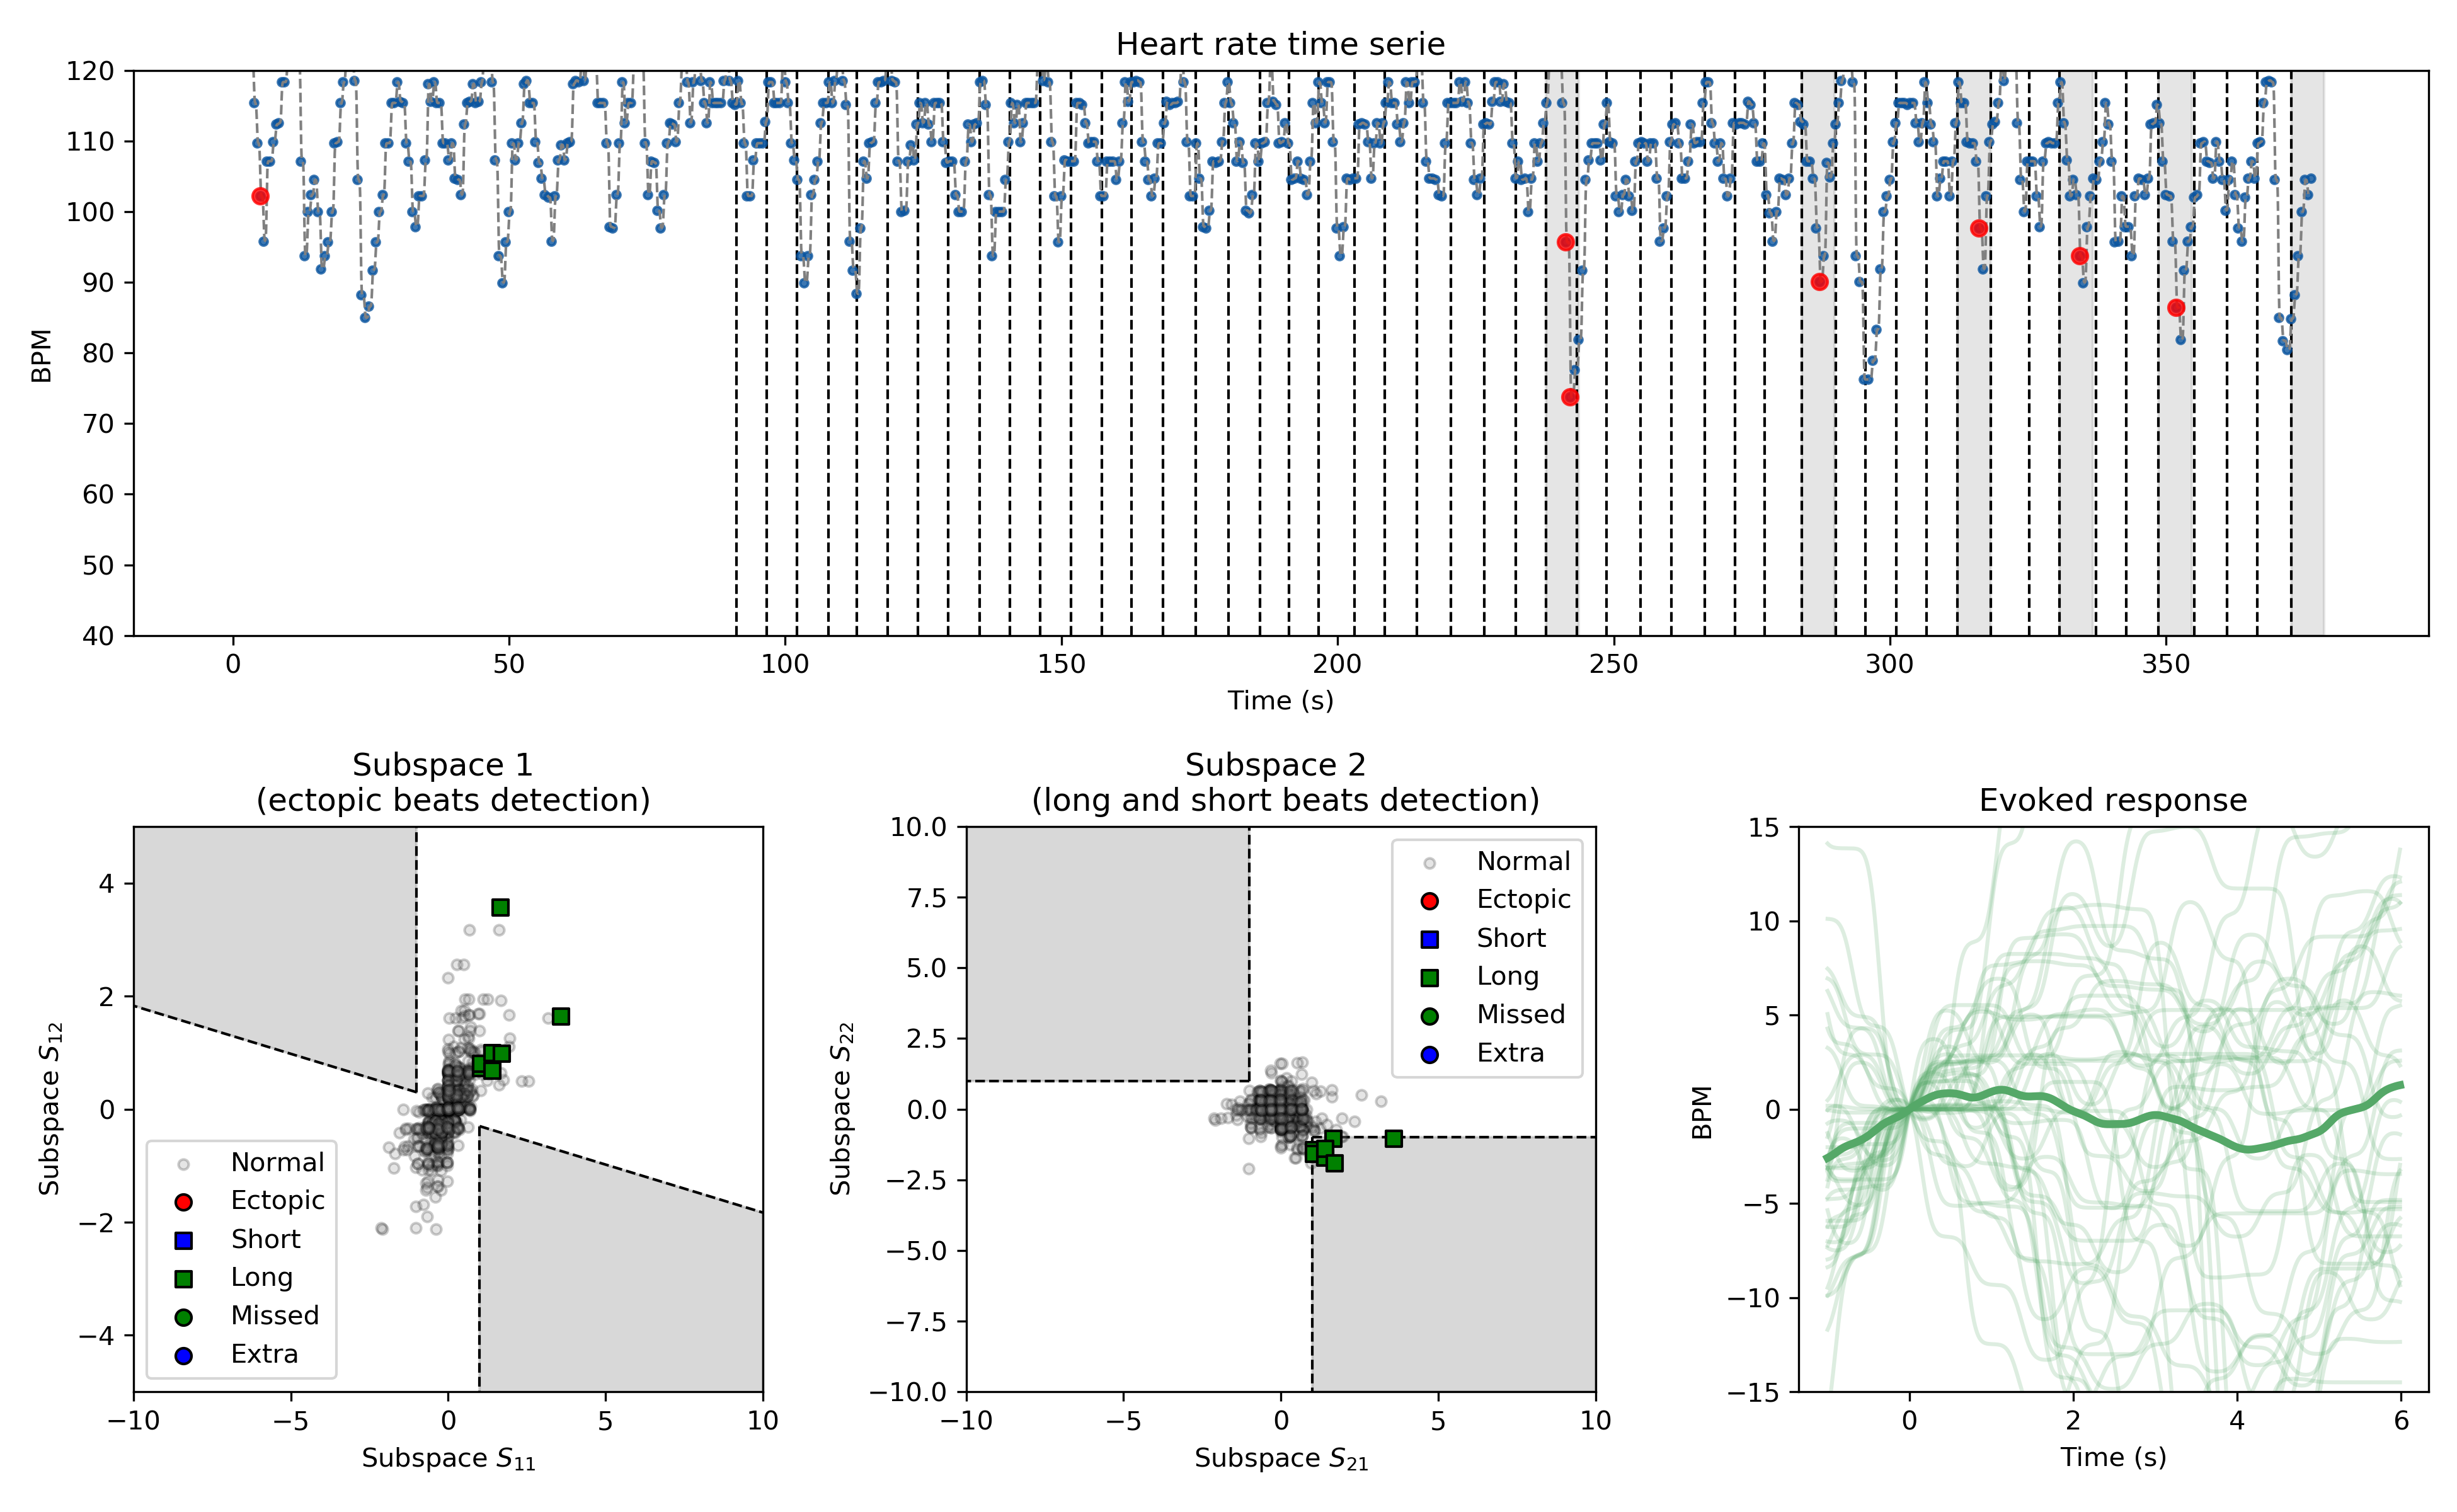 Heart rate time serie
120
110
100
90
80
70
60
50
40
BPM
0 50 100 150 200 250 300 350
Time (s)
Subspace 1
(ectopic beats detection)
4
2
0
−2
−4
Subspace S12
Normal
Ectopic
Short
Long
Missed
Extra
−10 −5 0 5 10
Subspace S11
Subspace 2
(long and short beats detection)
10.0
7.5
5.0
2.5
0.0
−2.5
−5.0
−7.5
−10.0
Subspace S22
Normal
Ectopic
Short
Long
Missed
Extra
−10 −5 0 5 10
Subspace S21
Evoked response
15
10
5
0
−5
−10
−15
BPM
0 2 4 6
Time (s)